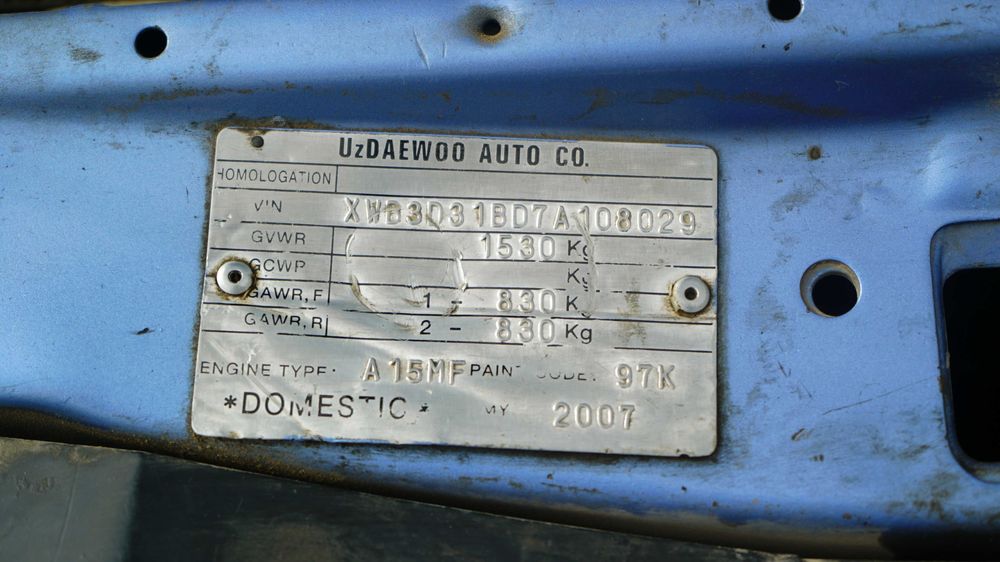 UzDAEWOO AUTO CO.
HOMOLOGATION
VIN XWB3D31BD7A108029
GVWR 1530 Kg
GCWR Kg
GAWR, F 1 - 830 Kg
GAWR, R 2 - 830 Kg
ENGINE TYPE: A15MF PAINT CODE: 97K
*DOMESTIC* MY 2007